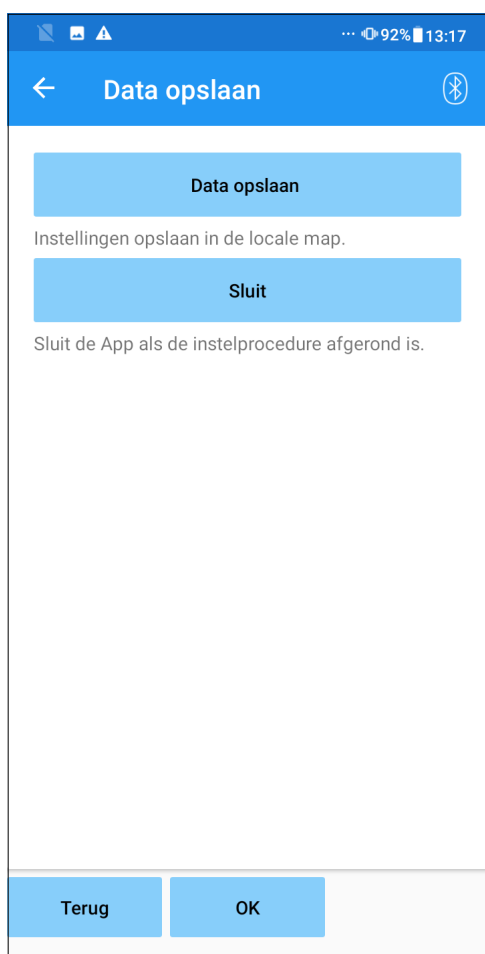 92% 13:17
Data opslaan
Data opslaan
Instellingen opslaan in de locale map.
Sluit
Sluit de App als de instelprocedure afgerond is.
Terug OK